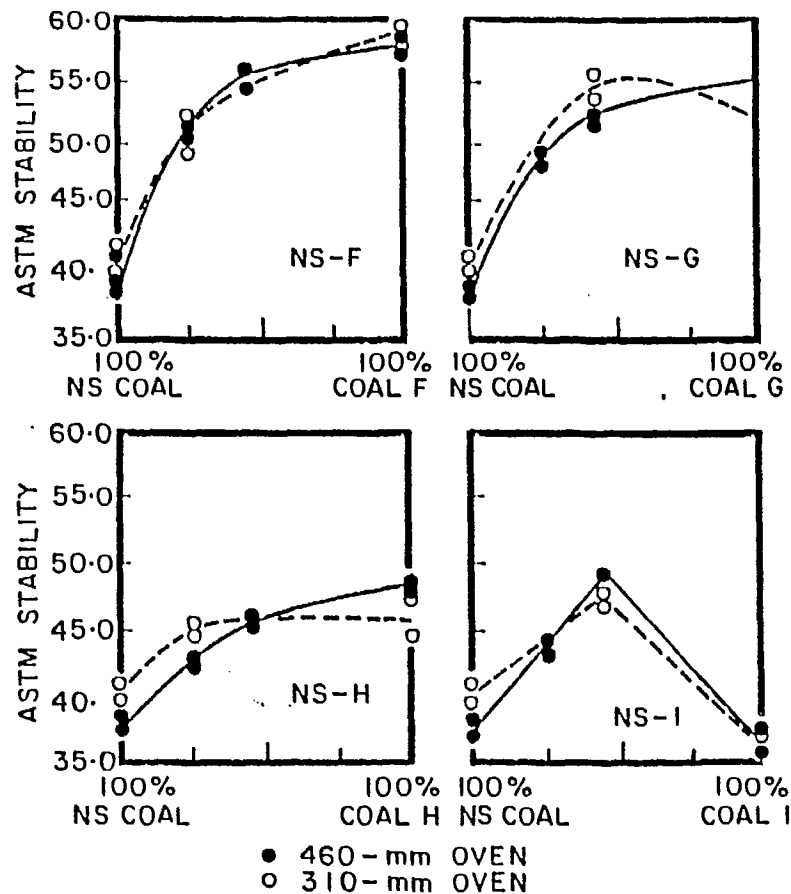 60.0
55.0
50.0
45.0
40.
35.0
ASTM STABILITY
NS-F
NS-G
100% 100% 100% 100%
NS COAL COAL F NS COAL COAL G
60.0
55.0
50.0
45.0
40.0
35.0
ASTM STABILITY
NS-H
NS-I
100% 100% 100% 100%
NS COAL COAL H NS COAL COAL I
● 460-mm OVEN
○ 310-mm OVEN